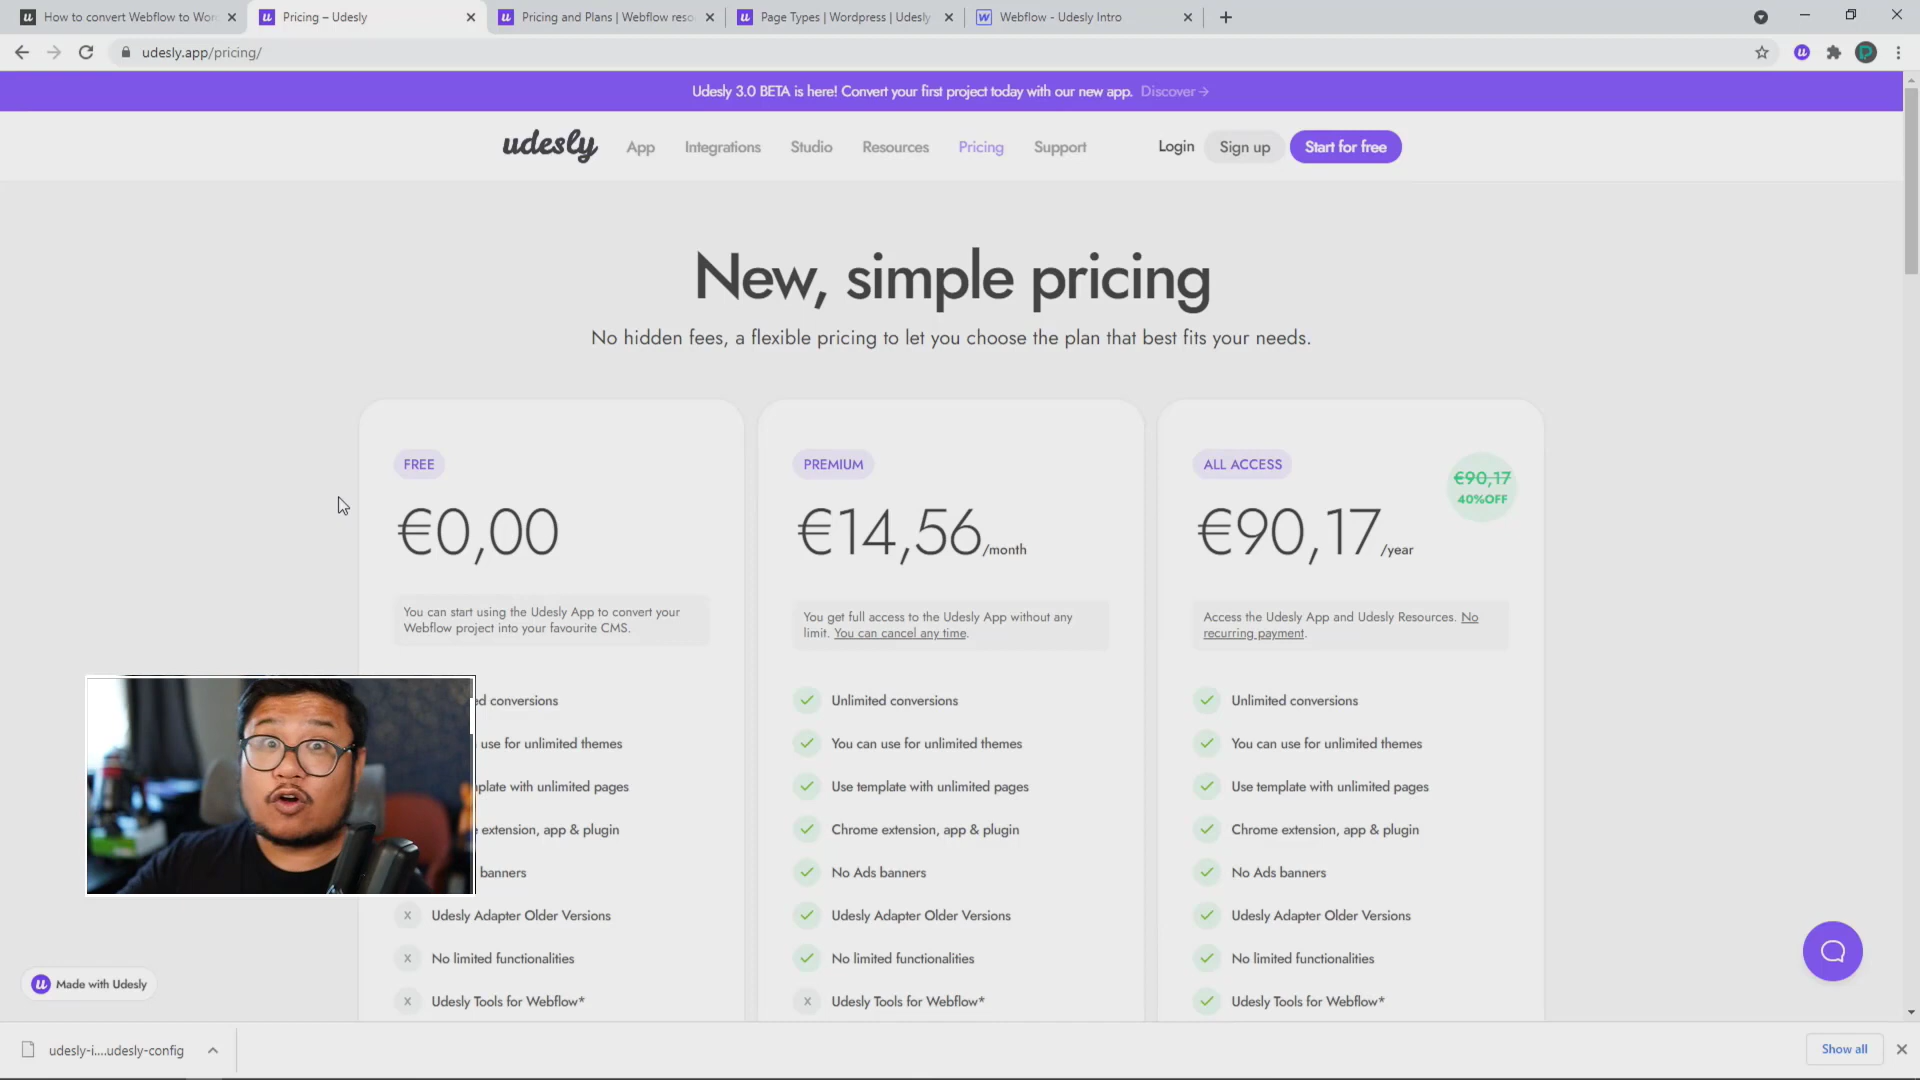 How to convert Webflow to Wor
Pricing – Udesly
Pricing and Plans | Webflow reso
Page Types | Wordpress | Udesly
Webflow - Udesly Intro
udesly.app/pricing/
Udesly 3.0 BETA is here! Convert your first project today with our new app. Discover →
udesly
App
Integrations
Studio
Resources
Pricing
Support
Login
Sign up
Start for free
New, simple pricing
No hidden fees, a flexible pricing to let you choose the plan that best fits your needs.
FREE
€0,00
You can start using the Udesly App to convert your
Webflow project into your favourite CMS.
ed conversions
use for unlimited themes
plate with unlimited pages
extension, app & plugin
banners
Udesly Adapter Older Versions
No limited functionalities
Udesly Tools for Webflow*
PREMIUM
€14,56/month
You get full access to the Udesly App without any
limit. You can cancel any time.
Unlimited conversions
You can use for unlimited themes
Use template with unlimited pages
Chrome extension, app & plugin
No Ads banners
Udesly Adapter Older Versions
No limited functionalities
Udesly Tools for Webflow*
ALL ACCESS
€90,17
40%OFF
€90,17/year
Access the Udesly App and Udesly Resources. No
recurring payment.
Unlimited conversions
You can use for unlimited themes
Use template with unlimited pages
Chrome extension, app & plugin
No Ads banners
Udesly Adapter Older Versions
No limited functionalities
Udesly Tools for Webflow*
Made with Udesly
udesly-i....udesly-config
Show all